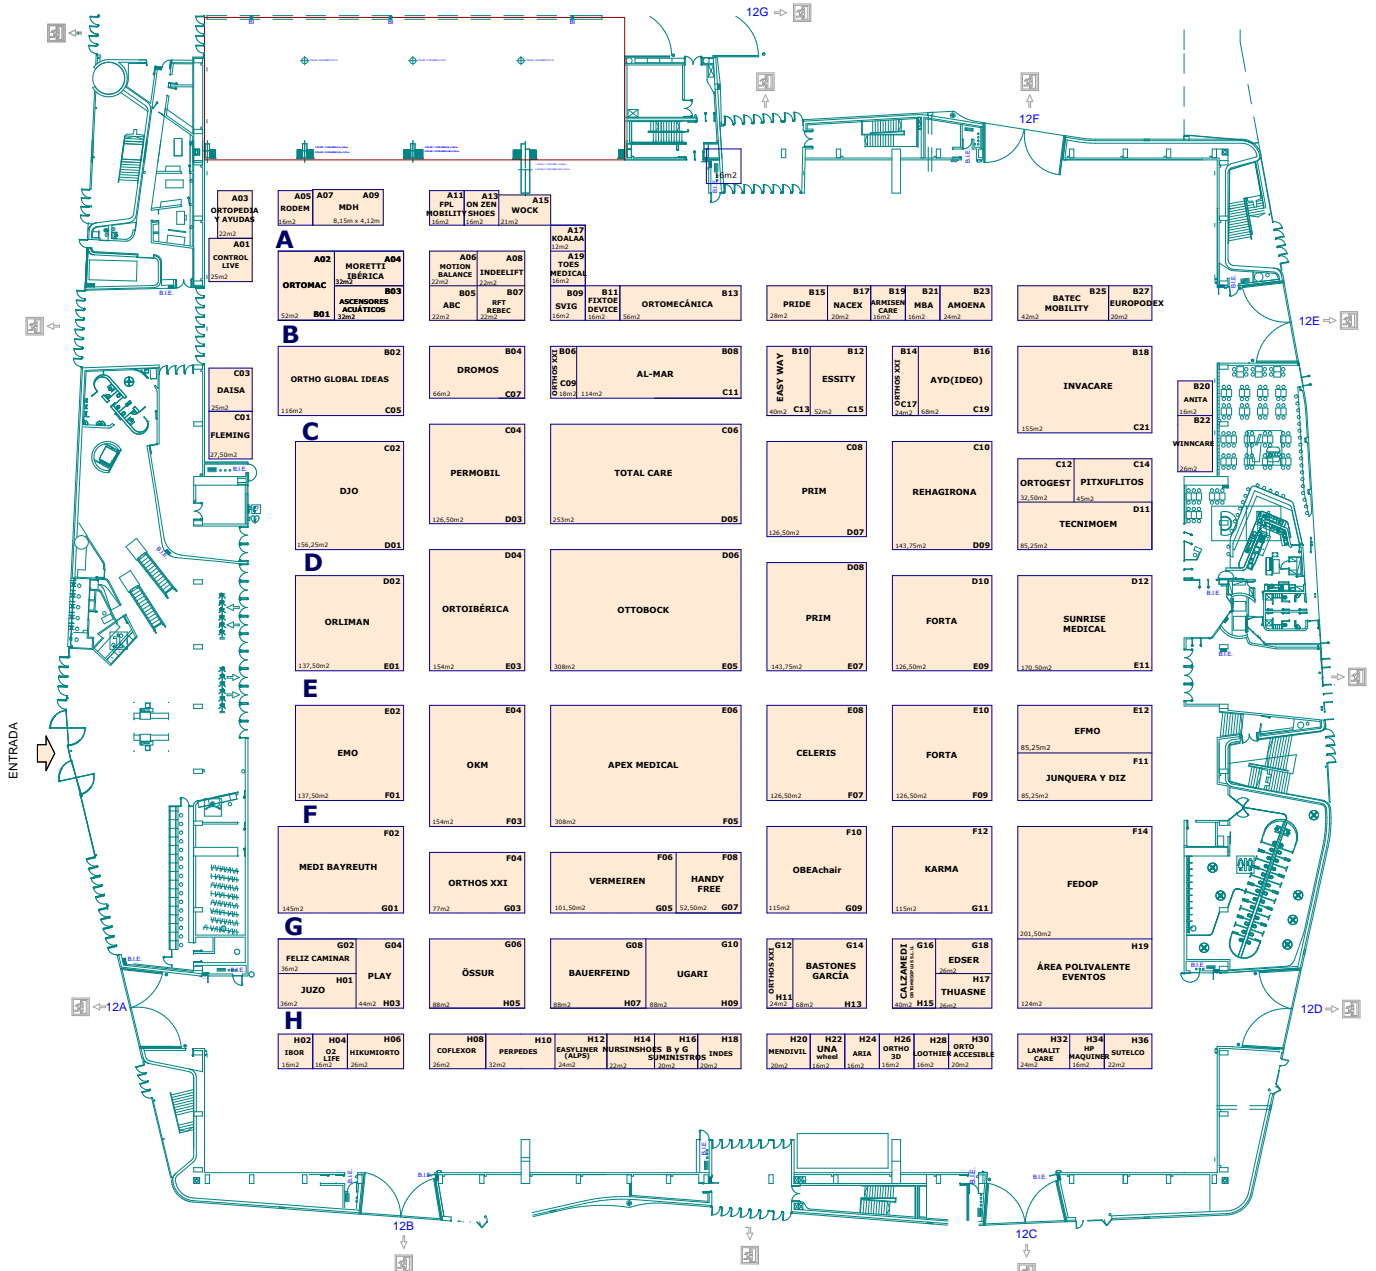 12G
12F
16m2
A03
ORTOPEDIA
Y AYUDAS
22m2
A01
CONTROL
LIVE
25m2
B.I.E.
A05
RODEM
16m2
A07 A09
MDH
8,15m x 4,12m
A11
FPL
MOBILITY
16m2
A13
ON ZEN
SHOES
16m2
A15
WOCK
21m2
A17
KOALAA
12m2
A19
TOES
MEDICAL
16m2
A
A02
ORTOMAC
52m2 B01
A04
MORETTI
IBÉRICA
32m2
B03
ASCENSORES
ACUÁTICOS
32m2
A06
MOTION
BALANCE
22m2
A08
INDEELIFT
22m2
B05
ABC
22m2
B07
RFT
REBEC
22m2
B09
SVIG
16m2
B11
FIXTOE
DEVICE
16m2
B13
ORTOMECÁNICA
56m2
B15
PRIDE
28m2
B17
NACEX
20m2
B19
ARMISEN
CARE
16m2
B21
MBA
16m2
B23
AMOENA
24m2
B25
BATEC
MOBILITY
42m2
B27
EUROPODEX
20m2
12E
B
B02
ORTHO GLOBAL IDEAS
116m2 C05
B04
DROMOS
66m2 C07
B06
ORTHOS XXI
C09
18m2
B08
AL-MAR
114m2 C11
B10
EASY WAY
40m2 C13
B12
ESSITY
52m2 C15
B14
ORTHOS XXI
C17
24m2
B16
AYD(IDEO)
68m2 C19
B18
INVACARE
155m2 C21
B20
ANITA
16m2
B22
WINNCARE
26m2
C03
DAISA
25m2
C01
FLEMING
27,50m2
B.I.E.
C
C02
DJO
156,25m2 D01
C04
PERMOBIL
126,50m2 D03
C06
TOTAL CARE
253m2 D05
C08
PRIM
126,50m2 D07
C10
REHAGIRONA
143,75m2 D09
C12
ORTOGEST
32,50m2
C14
PITXUFLITOS
45m2
D11
TECNIMOEM
85,25m2
B.I.E.
D
D02
ORLIMAN
137,50m2 E01
D04
ORTOIBÉRICA
154m2 E03
D06
OTTOBOCK
308m2 E05
D08
PRIM
143,75m2 E07
D10
FORTA
126,50m2 E09
D12
SUNRISE
MEDICAL
170,50m2 E11
B.I.E.
B.I.E.
E
E02
EMO
137,50m2 F01
E04
OKM
154m2 F03
E06
APEX MEDICAL
308m2 F05
E08
CELERIS
126,50m2 F07
E10
FORTA
126,50m2 F09
E12
EFMO
85,25m2
F11
JUNQUERA Y DIZ
85,25m2
ENTRADA
F
F02
MEDI BAYREUTH
145m2 G01
F04
ORTHOS XXI
77m2 G03
F06
VERMEIREN
101,50m2 G05
F08
HANDY
FREE
52,50m2 G07
F10
OBEAchair
115m2 G09
F12
KARMA
115m2 G11
F14
FEDOP
201,50m2
G
G02
FELIZ CAMINAR
36m2
H01
JUZO
36m2
G04
PLAY
44m2 H03
G06
ÖSSUR
88m2 H05
G08
BAUERFEIND
88m2 H07
G10
UGARI
88m2 H09
G12
ORTHOS XXI
H11
24m2
G14
BASTONES
GARCÍA
68m2 H13
G16
CALZAMEDI
40m2 H15
G18
EDSER
26m2
H17
THUASNE
26m2
H19
ÁREA POLIVALENTE
EVENTOS
124m2
B.I.E.
B.I.E.
12A
12D
H
H02
IBOR
16m2
H04
O2
LIFE
16m2
H06
HIKUMIORTO
26m2
H08
COFLEXOR
26m2
H10
PERPEDES
32m2
H12
EASYLINER
(ALPS)
24m2
H14
NURSINSHOES
22m2
H16
B y G
SUMINISTROS
20m2
H18
INDES
20m2
H20
MENDIVIL
20m2
H22
UNA
wheel
16m2
H24
ARIA
16m2
H26
ORTHO
3D
16m2
H28
LOOTHIER
16m2
H30
ORTO
ACCESIBLE
20m2
H32
LAMALIT
CARE
24m2
H34
HP
MAQUINER
16m2
H36
SUTELCO
22m2
B.I.E.
B.I.E.
B.I.E.
B.I.E.
B.I.E.
12B
12C